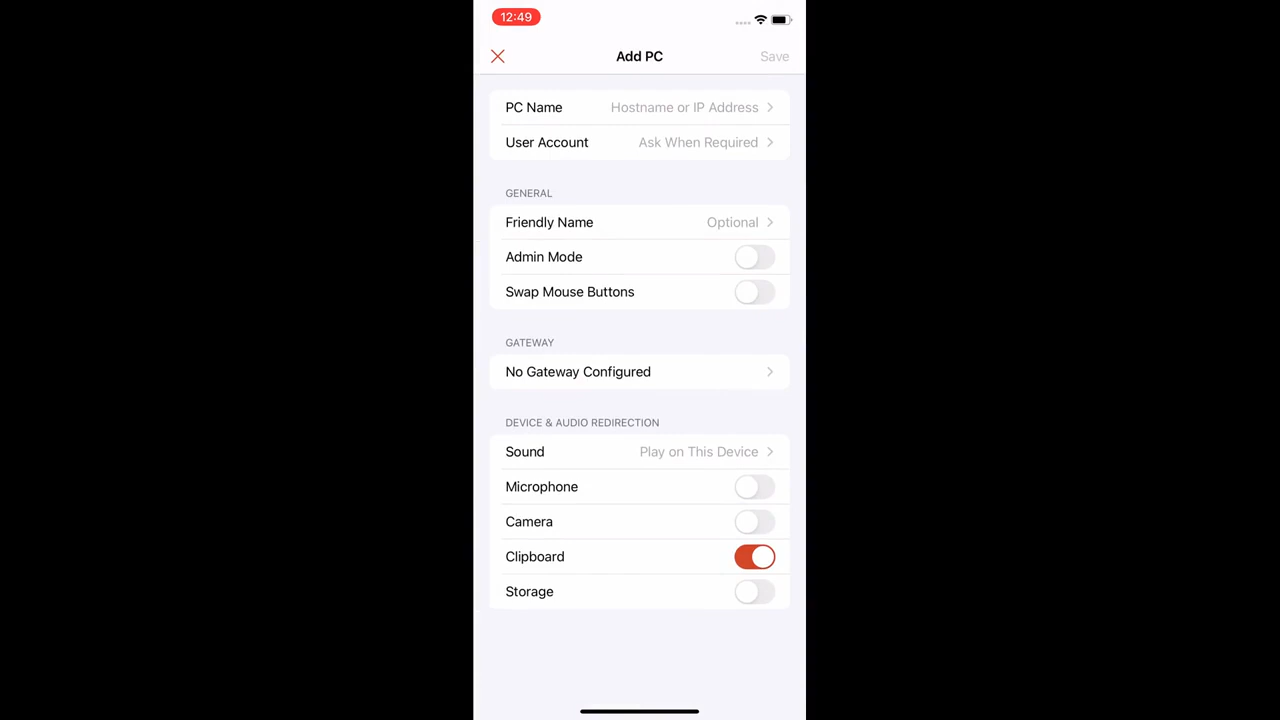 12:49
Add PC
Save
PC Name Hostname or IP Address
User Account Ask When Required
GENERAL
Friendly Name Optional
Admin Mode
Swap Mouse Buttons
GATEWAY
No Gateway Configured
DEVICE & AUDIO REDIRECTION
Sound Play on This Device
Microphone
Camera
Clipboard
Storage